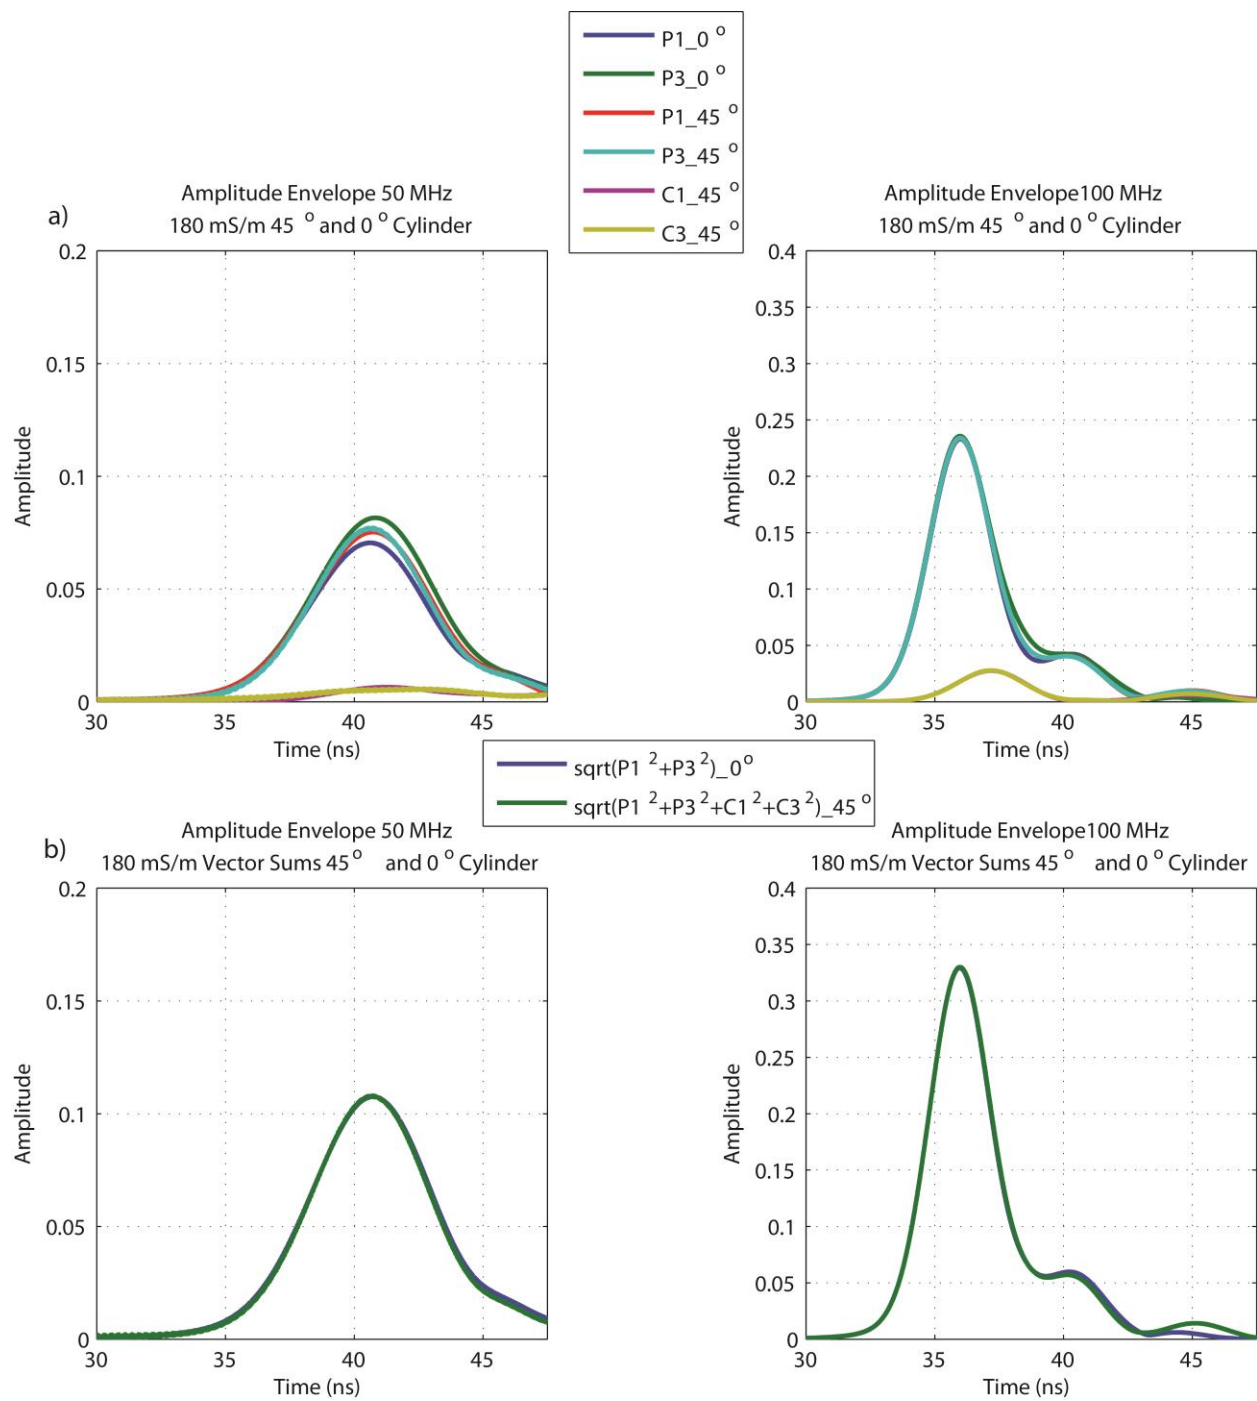 P1_0 °
P3_0 °
P1_45 °
P3_45 °
C1_45 °
C3_45 °
a)
Amplitude Envelope 50 MHz
180 mS/m 45 ° and 0 ° Cylinder
0.2
0.15
0.1
0.05
0
30 35 40 45
Amplitude
Time (ns)
Amplitude Envelope100 MHz
180 mS/m 45 ° and 0 ° Cylinder
0.4
0.35
0.3
0.25
0.2
0.15
0.1
0.05
0
30 35 40 45
Amplitude
Time (ns)
sqrt(P1 ²+P3 ²)_0°
sqrt(P1 ²+P3 ²+C1 ²+C3 ²)_45 °
b)
Amplitude Envelope 50 MHz
180 mS/m Vector Sums 45° and 0 ° Cylinder
0.2
0.15
0.1
0.05
0
30 35 40 45
Amplitude
Time (ns)
Amplitude Envelope100 MHz
180 mS/m Vector Sums 45° and 0 ° Cylinder
0.4
0.35
0.3
0.25
0.2
0.15
0.1
0.05
0
30 35 40 45
Amplitude
Time (ns)